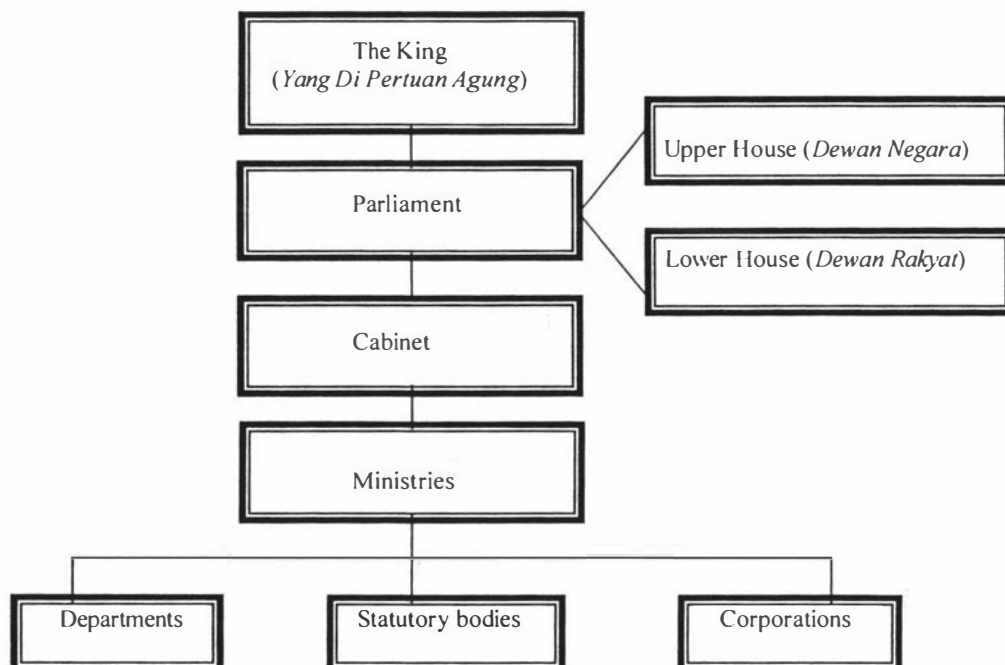 The King
(Yang Di Pertuan Agung)
Upper House (Dewan Negara)
Parliament
Lower House (Dewan Rakyat)
Cabinet
Ministries
Departments
Statutory bodies
Corporations